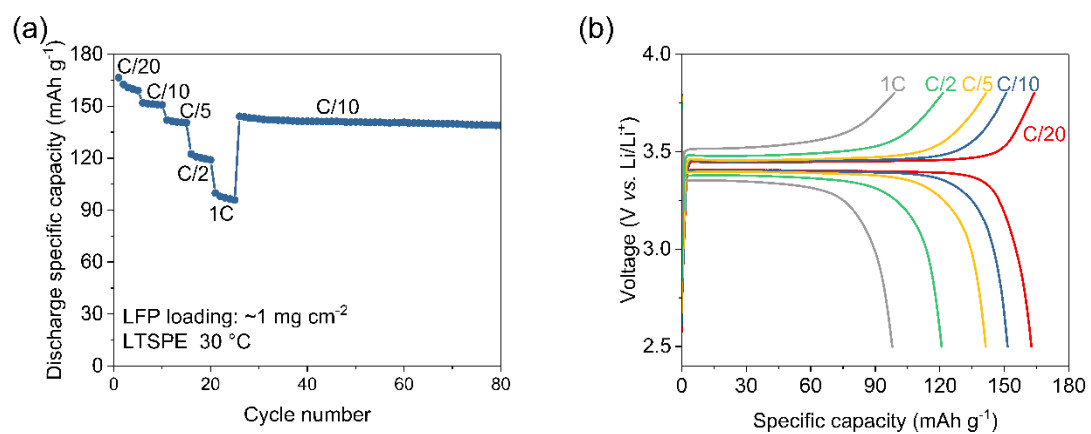 (a)
Discharge specific capacity (mAh g⁻¹)
180
150
120
90
60
30
0
C/20
C/10
C/5
C/2
1C
C/10
LFP loading: ~1 mg cm⁻²
LTSPE 30 °C
0 20 40 60 80
Cycle number
(b)
Voltage (V vs. Li/Li⁺)
4.0
3.5
3.0
2.5
1C C/2 C/5 C/10
C/20
0 30 60 90 120 150 180
Specific capacity (mAh g⁻¹)